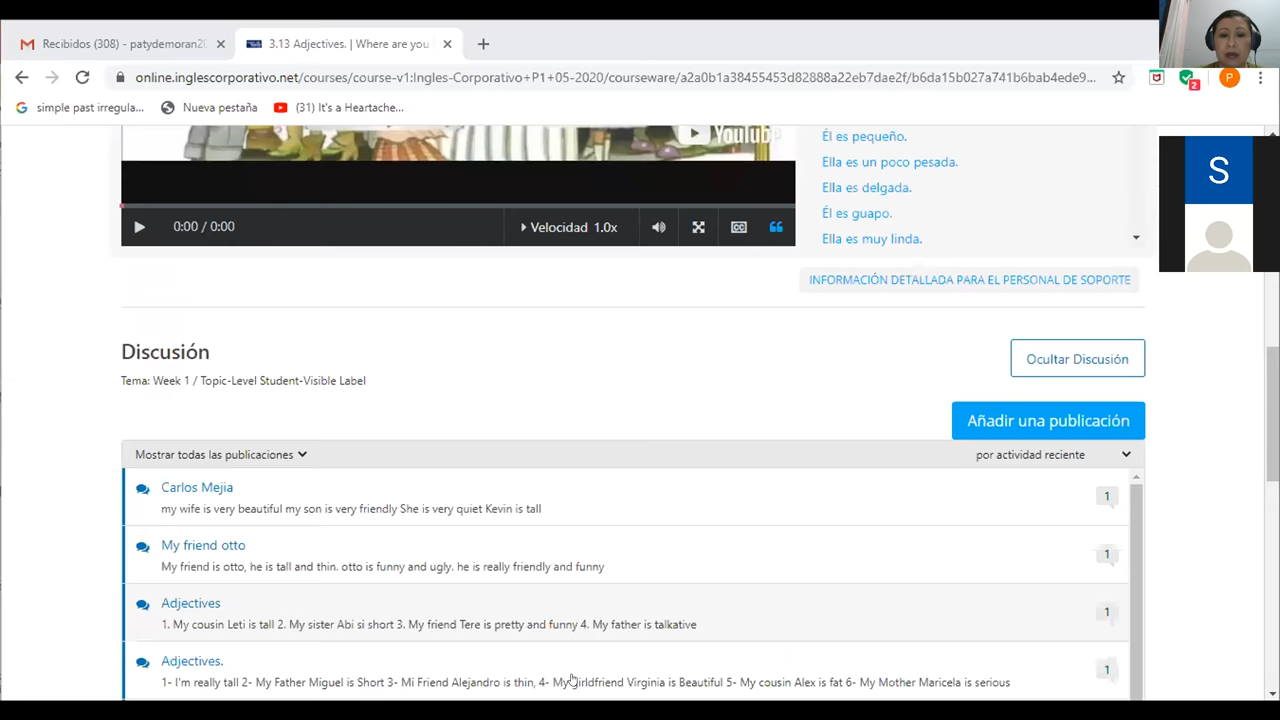 Recibidos (308) - patydemoran20
3.13 Adjectives. | Where are you
online.inglescorporativo.net/courses/course-v1:Ingles-Corporativo+P1+05-2020/courseware/a2a0b1a38455453d82888a22eb7dae2f/b6da15b027a741b6bab4ede9...
P
2
simple past irregula...
Nueva pestaña
(31) It's a Heartache...
YouTube
Él es pequeño.
Ella es un poco pesada.
Ella es delgada.
Él es guapo.
Ella es muy linda.
S
0:00 / 0:00
Velocidad 1.0x
CC
INFORMACIÓN DETALLADA PARA EL PERSONAL DE SOPORTE
Discusión
Ocultar Discusión
Tema: Week 1 / Topic-Level Student-Visible Label
Añadir una publicación
Mostrar todas las publicaciones
por actividad reciente
Carlos Mejia
1
my wife is very beautiful my son is very friendly She is very quiet Kevin is tall
My friend otto
1
My friend is otto, he is tall and thin. otto is funny and ugly. he is really friendly and funny
Adjectives
1
1. My cousin Leti is tall 2. My sister Abi si short 3. My friend Tere is pretty and funny 4. My father is talkative
Adjectives.
1
1- I'm really tall 2- My Father Miguel is Short 3- Mi Friend Alejandro is thin, 4- My Girldfriend Virginia is Beautiful 5- My cousin Alex is fat 6- My Mother Maricela is serious